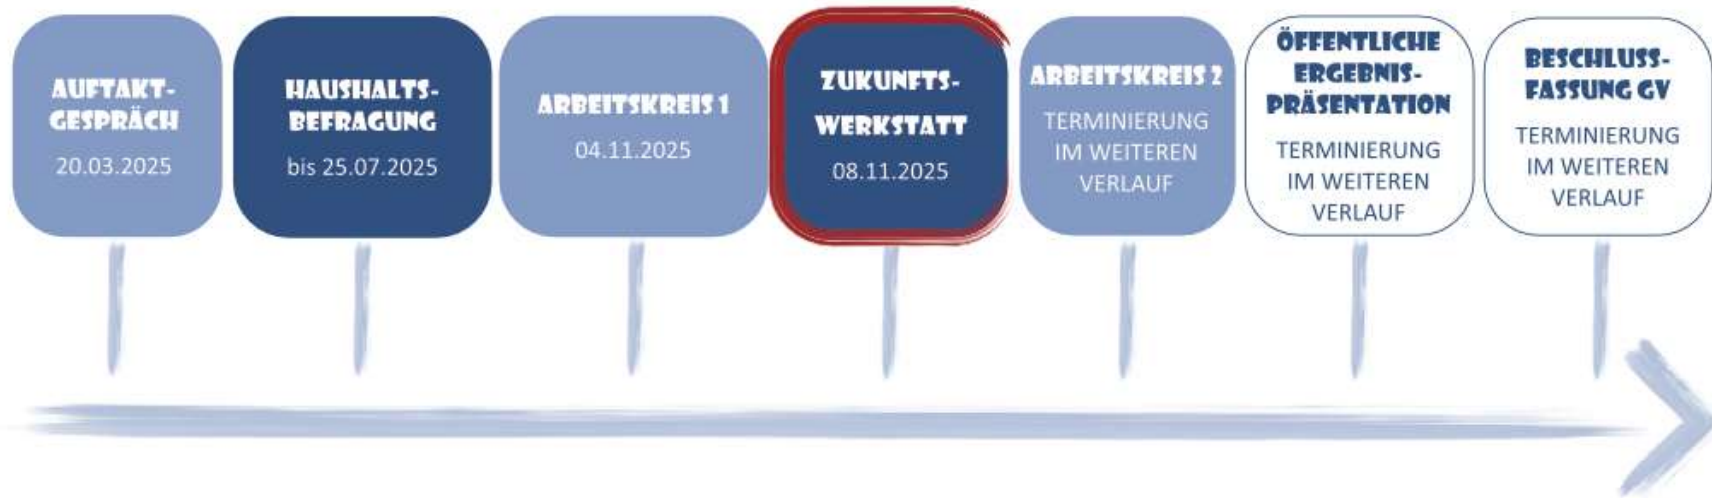 AUFTAKT-
GESPRÄCH
20.03.2025
HAUSHALTS-
BEFRAGUNG
bis 25.07.2025
ARBEITSKREIS 1
04.11.2025
ZUKUNFTS-
WERKSTATT
08.11.2025
ARBEITSKREIS 2
TERMINIERUNG
IM WEITEREN
VERLAUF
ÖFFENTLICHE
ERGEBNIS-
PRÄSENTATION
TERMINIERUNG
IM WEITEREN
VERLAUF
BESCHLUSS-
FASSUNG GV
TERMINIERUNG
IM WEITEREN
VERLAUF